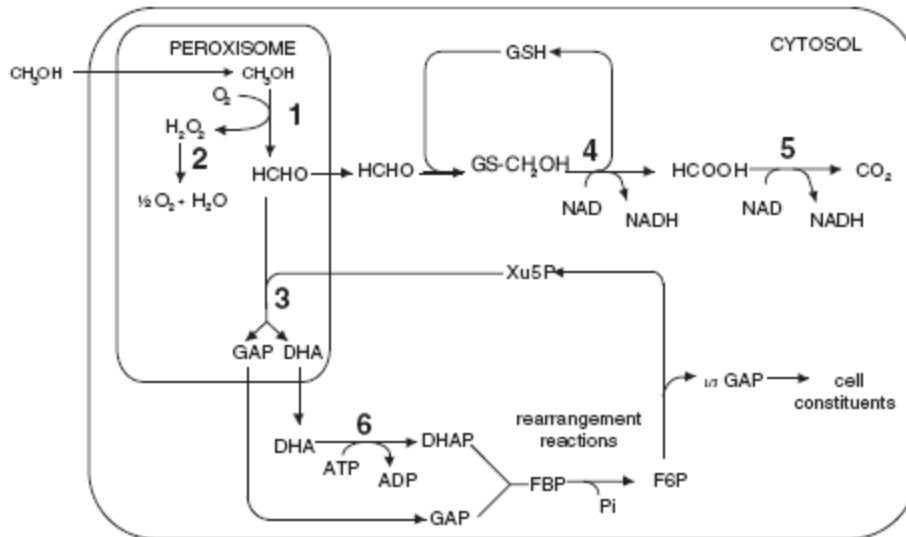 PEROXISOME
CYTOSOL
GSH
CH₃OH
CH₃OH
O₂
1
H₂O₂
2
HCHO
HCHO
GS-CH₂OH
4
HCOOH
5
CO₂
½ O₂ + H₂O
NAD
NADH
NAD
NADH
Xu5P
3
GAP
DHA
GAP
cell
constituents
rearrangement
reactions
DHA
6
DHAP
ATP
ADP
FBP
Pi
F6P
GAP